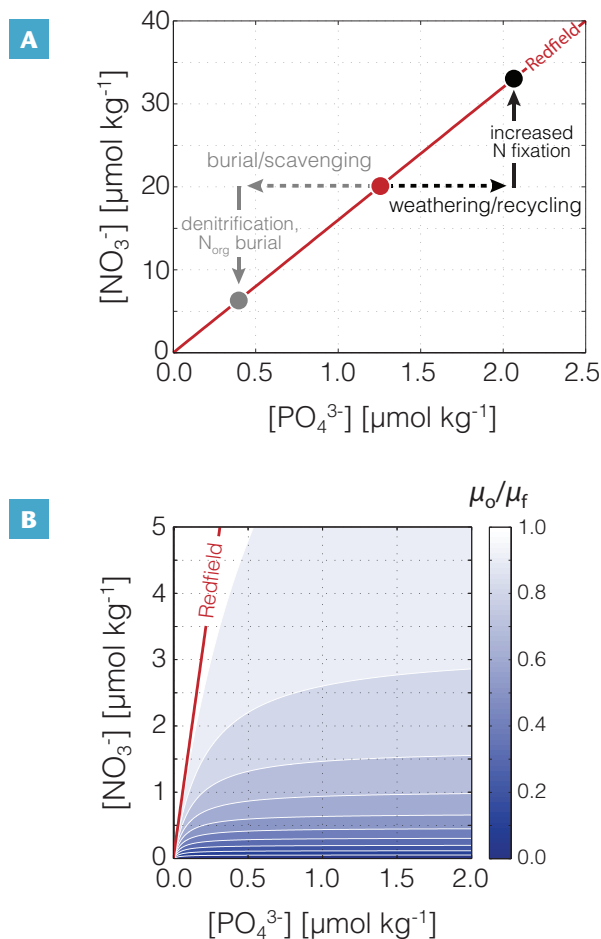 A
40
30
20
10
0
[NO₃⁻] [µmol kg⁻¹]
Redfield
increased
N fixation
burial/scavenging
weathering/recycling
denitrification,
N_org burial
0.0 0.5 1.0 1.5 2.0 2.5
[PO₄³⁻] [µmol kg⁻¹]
B
µ_o/µ_f
5
4
3
2
1
0
[NO₃⁻] [µmol kg⁻¹]
Redfield
1.0
0.8
0.6
0.4
0.2
0.0
0.0 0.5 1.0 1.5 2.0
[PO₄³⁻] [µmol kg⁻¹]